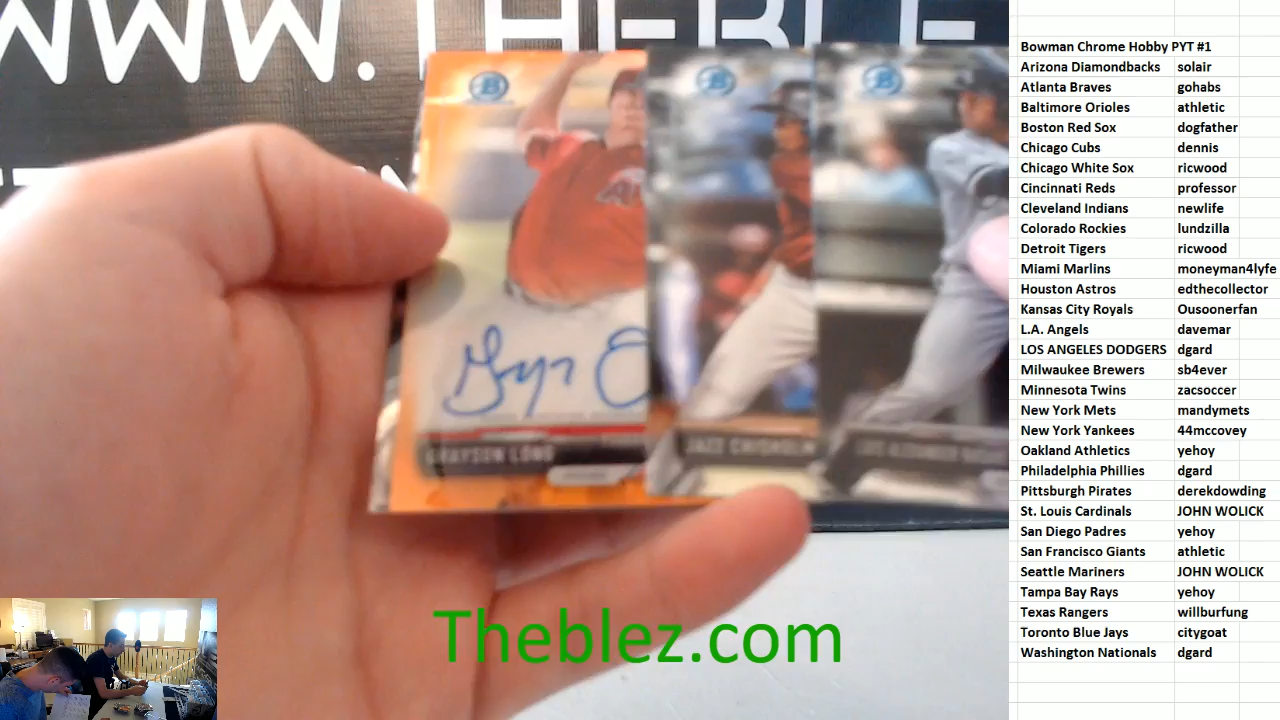 WWW.THEBLE
GRAYSON LONG
JAZZ CHISHOLM
Theblez.com
Bowman Chrome Hobby PYT #1
Arizona Diamondbacks solair
Atlanta Braves gohabs
Baltimore Orioles athletic
Boston Red Sox dogfather
Chicago Cubs dennis
Chicago White Sox ricwood
Cincinnati Reds professor
Cleveland Indians newlife
Colorado Rockies lundzilla
Detroit Tigers ricwood
Miami Marlins moneyman4lyfe
Houston Astros edthecollector
Kansas City Royals Ousoonerfan
L.A. Angels davemar
LOS ANGELES DODGERS dgard
Milwaukee Brewers sb4ever
Minnesota Twins zacsoccer
New York Mets mandymets
New York Yankees 44mccovey
Oakland Athletics yehoy
Philadelphia Phillies dgard
Pittsburgh Pirates derekdowding
St. Louis Cardinals JOHN WOLICK
San Diego Padres yehoy
San Francisco Giants athletic
Seattle Mariners JOHN WOLICK
Tampa Bay Rays yehoy
Texas Rangers willburfung
Toronto Blue Jays citygoat
Washington Nationals dgard